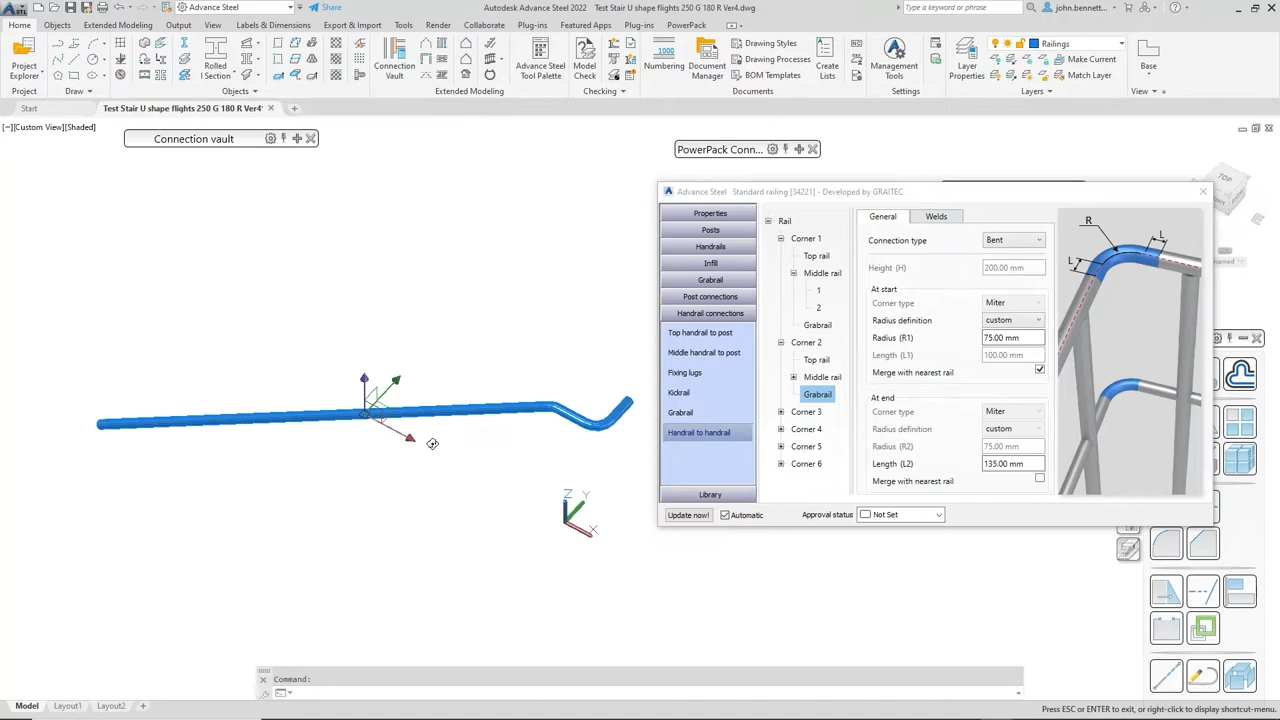 STL
Advance Steel
Share
Autodesk Advance Steel 2022
Test Stair U shape flights 250 G 180 R Ver4.dwg
Type a keyword or phrase
john.bennett...
Home
Objects
Extended Modeling
Output
View
Labels & Dimensions
Export & Import
Tools
Render
Collaborate
Plug-ins
Featured Apps
Plug-ins
PowerPack
Project
Explorer
Rolled
I Section
Connection
Vault
Advance Steel
Tool Palette
Model
Check
1000
Numbering
Document
Manager
Drawing Styles
Drawing Processes
BOM Templates
Create
Lists
Management
Tools
Layer
Properties
Railings
Make Current
Match Layer
Base
Project
Draw
Objects
Extended Modeling
Checking
Documents
Settings
Layers
View
Start
Test Stair U shape flights 250 G 180 R Ver4*
[−][Custom View][Shaded]
Connection vault
PowerPack Conn...
TOP
Advance Steel Standard railing [34221] - Developed by GRAITEC
Properties
Posts
Handrails
Infill
Grabrail
Post connections
Handrail connections
Top handrail to post
Middle handrail to post
Fixing lugs
Kickrail
Grabrail
Handrail to handrail
Library
Rail
Corner 1
Top rail
Middle rail
1
2
Grabrail
Corner 2
Top rail
Middle rail
Grabrail
Corner 3
Corner 4
Corner 5
Corner 6
General
Welds
Connection type
Bent
Height (H)
200.00 mm
At start
Corner type
Miter
Radius definition
custom
Radius (R1)
75.00 mm
Length (L1)
100.00 mm
Merge with nearest rail
At end
Corner type
Miter
Radius definition
custom
Radius (R2)
75.00 mm
Length (L2)
135.00 mm
Merge with nearest rail
R
L
L
Update now!
Automatic
Approval status
Not Set
Z
Y
X
Command:
Model
Layout1
Layout2
Press ESC or ENTER to exit, or right-click to display shortcut-menu.